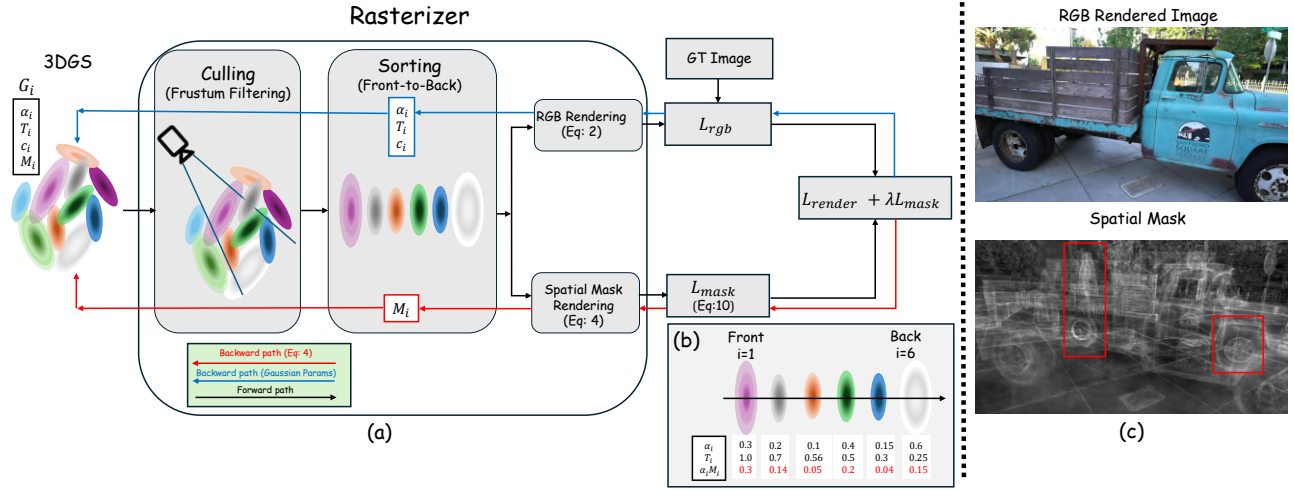 Rasterizer
3DGS
G_i
α_i
T_i
c_i
M_i
Culling
(Frustum Filtering)
Sorting
(Front-to-Back)
α_i
T_i
c_i
M_i
RGB Rendering
(Eq: 2)
Spatial Mask
Rendering
(Eq: 4)
GT Image
L_rgb
L_render + λL_mask
L_mask
(Eq:10)
Backward path (Eq: 4)
Backward path (Gaussian Params)
Forward path
(a)
(b)
Front
i=1
Back
i=6
α_i 0.3 0.2 0.1 0.4 0.15 0.6
T_i 1.0 0.7 0.56 0.5 0.3 0.25
α_iM_i 0.3 0.14 0.05 0.2 0.04 0.15
RGB Rendered Image
SQUARE
Spatial Mask
(c)